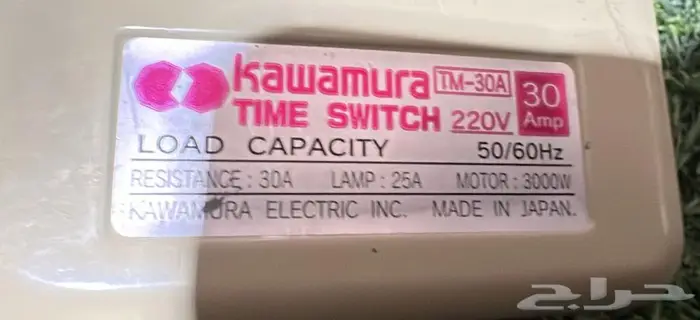 Kawamura TM-30A 30
TIME SWITCH 220V Amp
LOAD CAPACITY 50/60Hz
RESISTANCE : 30A LAMP : 25A MOTOR : 3000W
KAWAMURA ELECTRIC INC. MADE IN JAPAN.
حراج